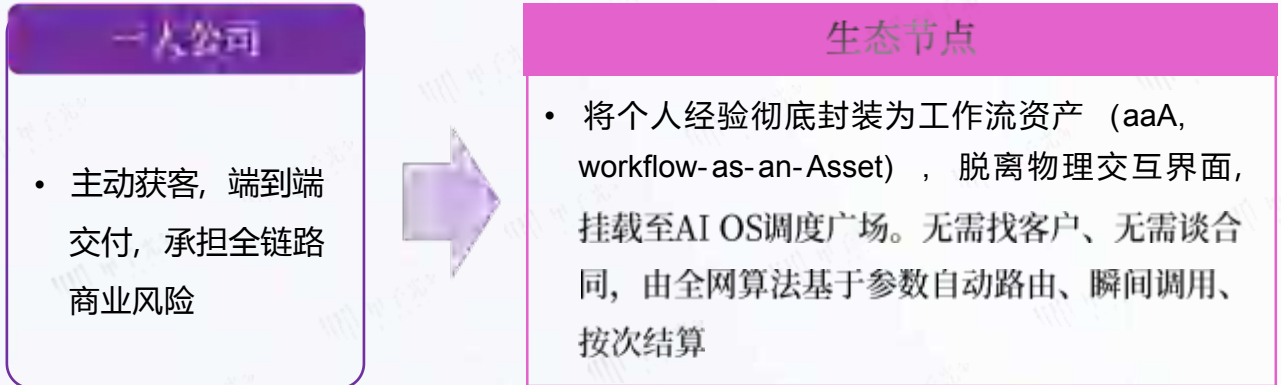 一人公司
• 主动获客, 端到端
交付, 承担全链路
商业风险
生态节点
• 将个人经验彻底封装为工作流资产 (aaA,
workflow-as-an-Asset) , 脱离物理交互界面,
挂载至AI OS调度广场。无需找客户、无需谈合
同, 由全网算法基于参数自动路由、瞬间调用、
按次结算